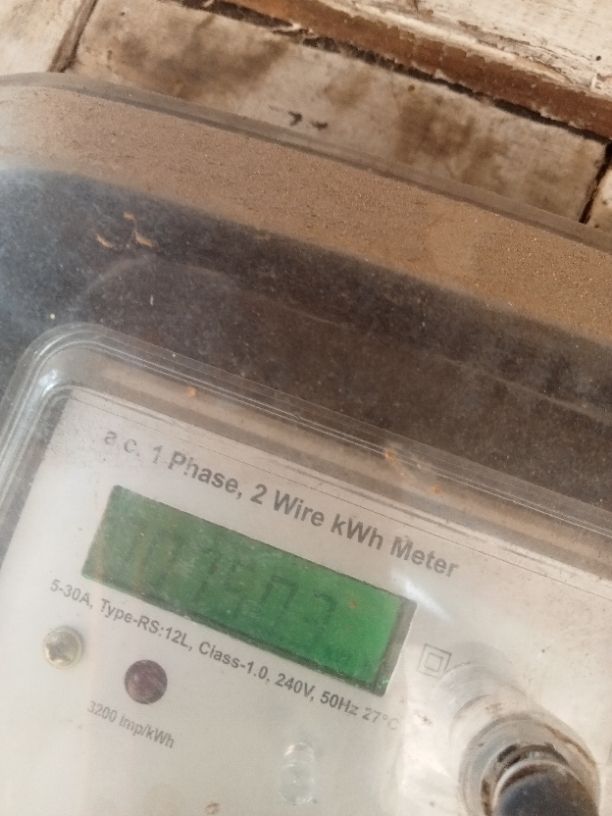 a.c. 1 Phase, 2 Wire kWh Meter
5-30A, Type-RS:12L, Class-1.0, 240V, 50Hz 27°C
3200 imp/kWh